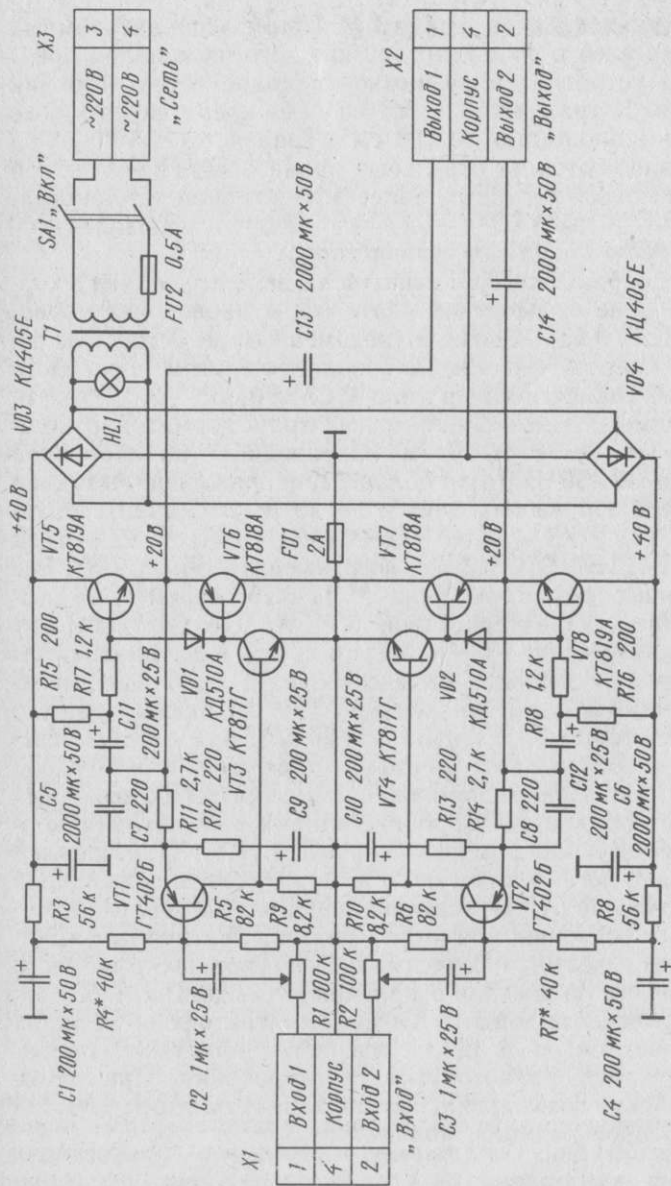 X1
1 Вход 1
4 Корпус
2 Вход 2
„Вход”
C1 200 мк×50 В
R3
56 к
R4* 40 к
C5
2000 мк×50 В
R15 200
+40 В
VD3 КЦ405Е
VT5
КТ819А
R17 1,2 к
C11
200 мк×25 В
C7 220
VT1
ГТ402б
R11 2,7 к
R12 220
VD1
КД510А
+20 В
VT6
КТ818А
VT3 КТ817Г
C2 1 мк×25 В
R5
82 к
R9
8,2 к
C9 200 мк×25 В
R1 100 к
R2 100 к
R10
8,2 к
R6
82 к
C10 200 мк×25 В
FU1
2А
VT4 КТ817Г
VT7
КТ818А
C3 1 мк×25 В
VT2
ГТ402б
R13 220
R14 2,7 к
VD2
КД510А
+20 В
C8 220
R18
1,2 к
VT8
КТ819А
R16 200
C12
200 мк×25 В
C6
2000 мк×50 В
R7* 40 к
R8
56 к
C4 200 мк×50 В
+40 В
VD4 КЦ405Е
HL1
T1
SA1 „Вкл”
FU2 0,5А
X3
~220 В 3
~220 В 4
„Сеть”
C13 2000 мк×50 В
X2
Выход 1 1
Корпус 4
Выход 2 2
„Выход”
C14 2000 мк×50 В